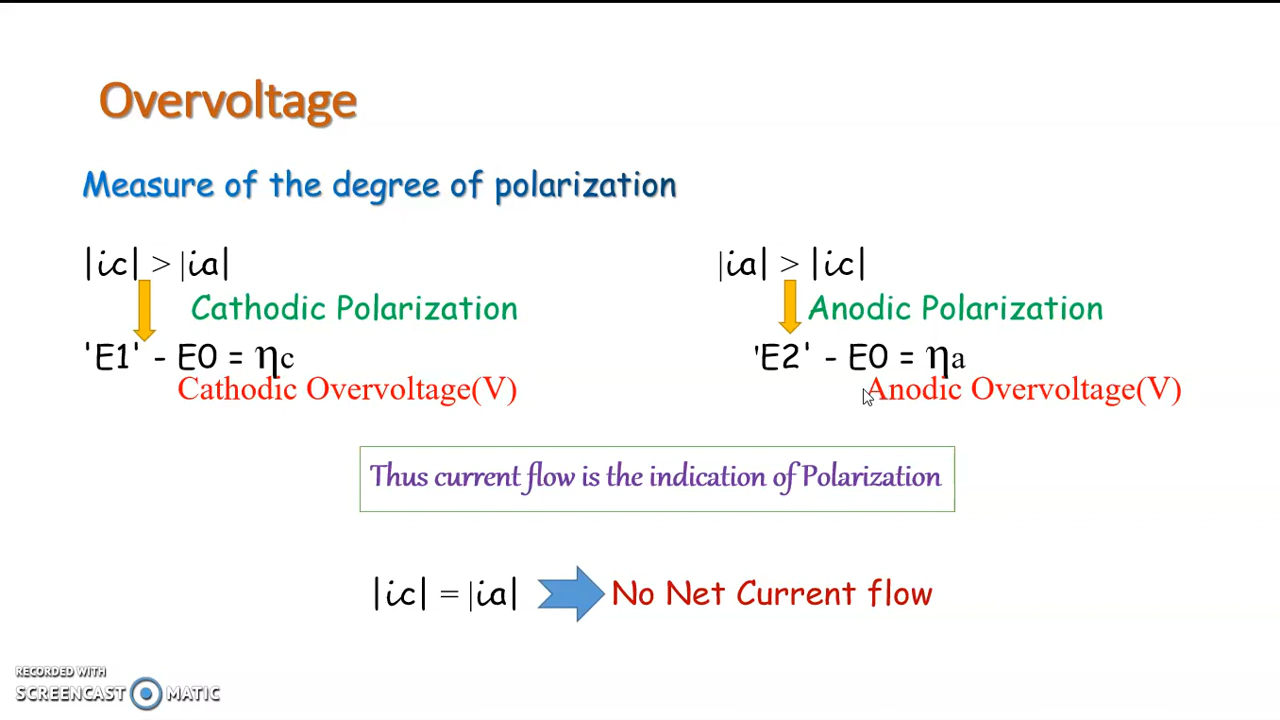 Overvoltage
Measure of the degree of polarization
|ic| > |ia|
Cathodic Polarization
'E1' - E0 = ηc
Cathodic Overvoltage(V)
|ia| > |ic|
Anodic Polarization
'E2' - E0 = ηa
Anodic Overvoltage(V)
Thus current flow is the indication of Polarization
|ic| = |ia| No Net Current flow
RECORDED WITH
SCREENCAST MATIC